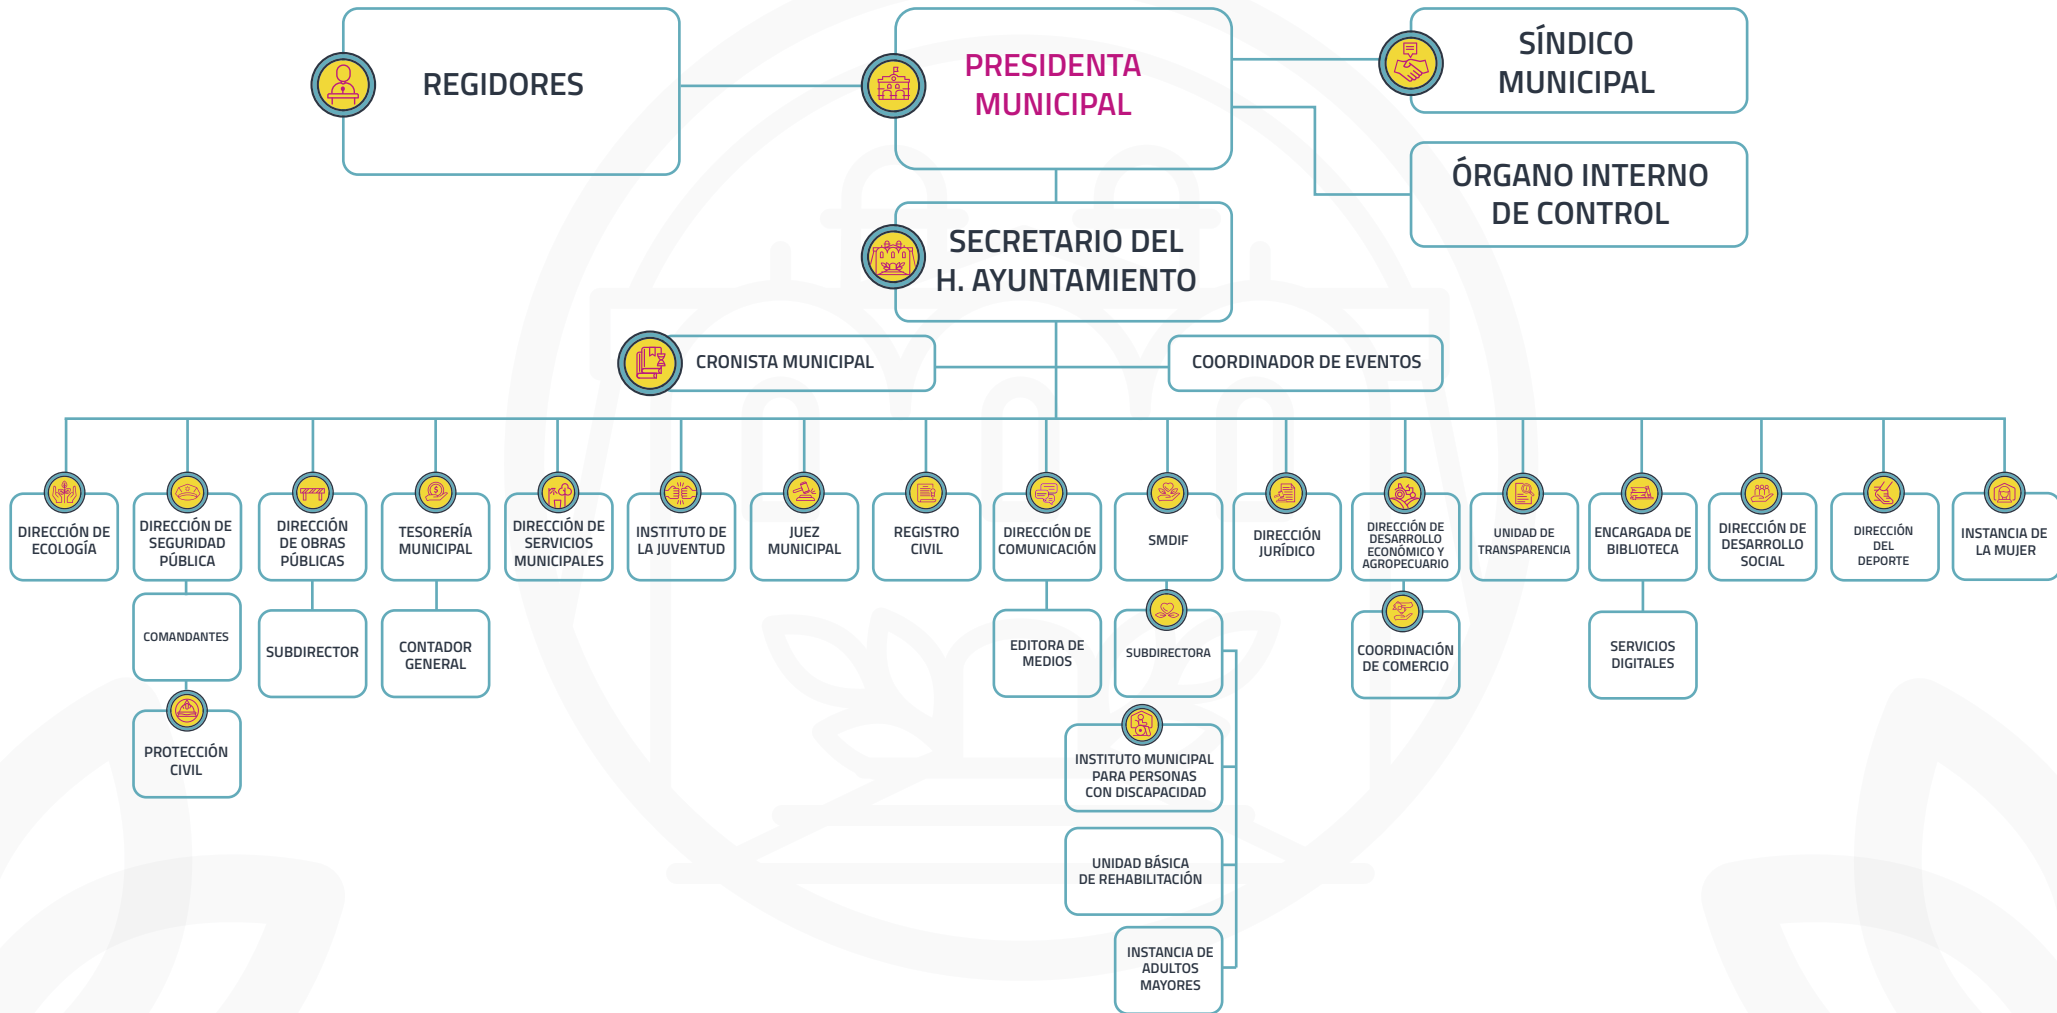 REGIDORES
PRESIDENTA
MUNICIPAL
SÍNDICO
MUNICIPAL
ÓRGANO INTERNO
DE CONTROL
SECRETARIO DEL
H. AYUNTAMIENTO
CRONISTA MUNICIPAL
COORDINADOR DE EVENTOS
DIRECCIÓN DE
ECOLOGÍA
DIRECCIÓN DE
SEGURIDAD
PÚBLICA
DIRECCIÓN
DE OBRAS
PÚBLICAS
TESORERÍA
MUNICIPAL
DIRECCIÓN DE
SERVICIOS
MUNICIPALES
INSTITUTO DE
LA JUVENTUD
JUEZ
MUNICIPAL
REGISTRO
CIVIL
DIRECCIÓN DE
COMUNICACIÓN
SMDIF
DIRECCIÓN
JURÍDICO
DIRECCIÓN DE
DESARROLLO
ECONÓMICO Y
AGROPECUARIO
UNIDAD DE
TRANSPARENCIA
ENCARGADA DE
BIBLIOTECA
DIRECCIÓN DE
DESARROLLO
SOCIAL
DIRECCIÓN
DEL
DEPORTE
INSTANCIA DE
LA MUJER
COMANDANTES
SUBDIRECTOR
CONTADOR
GENERAL
EDITORA DE
MEDIOS
SUBDIRECTORA
COORDINACIÓN
DE COMERCIO
SERVICIOS
DIGITALES
PROTECCIÓN
CIVIL
INSTITUTO MUNICIPAL
PARA PERSONAS
CON DISCAPACIDAD
UNIDAD BÁSICA
DE REHABILITACIÓN
INSTANCIA DE
ADULTOS
MAYORES